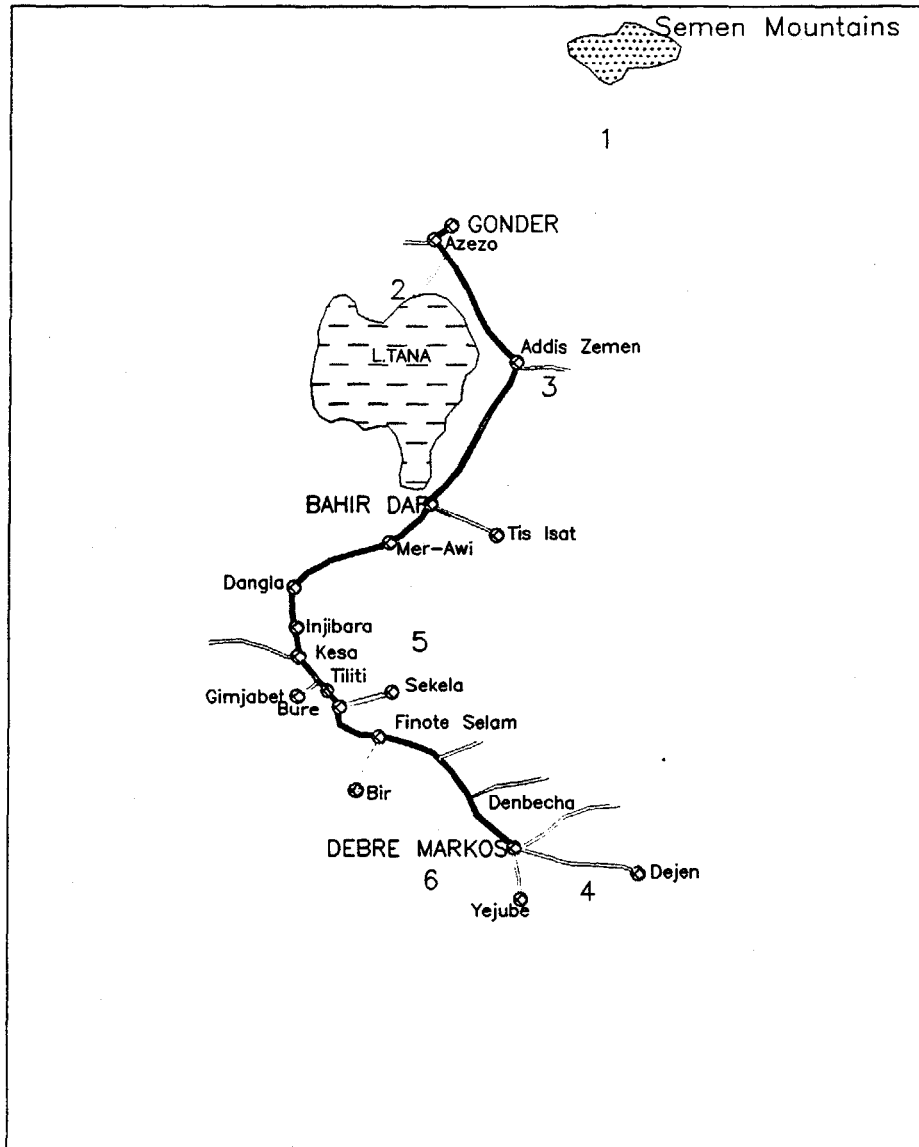 Semen Mountains
1
GONDER
Azezo
2
L.TANA
Addis Zemen
3
BAHIR DAR
Tis Isat
Mer-Awi
Dangla
Injibara
5
Kesa
Tiliti
Sekela
Gimjabet
Bure
Finote Selam
Bir
Denbecha
DEBRE MARKOS
6
4
Dejen
Yejube